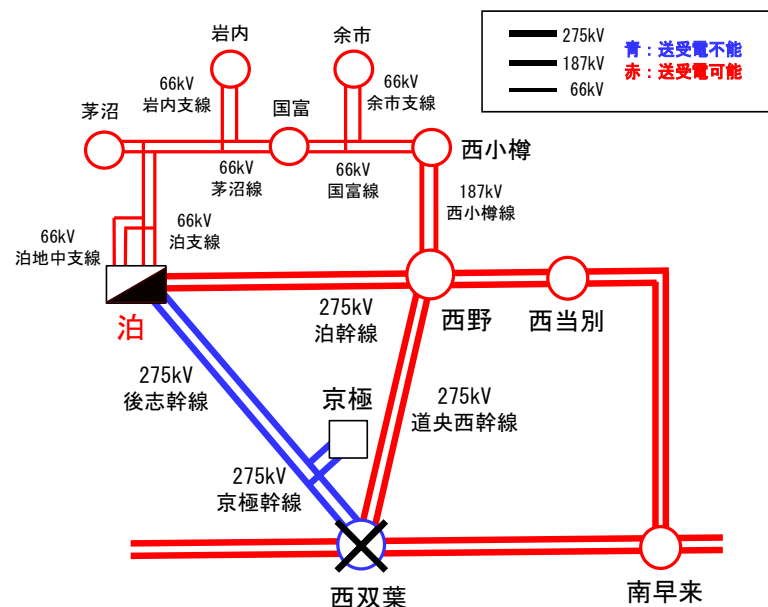 275kV
187kV
66kV
青：送受電不能
赤：送受電可能
岩内
余市
66kV
岩内支線
66kV
余市支線
茅沼
国富
西小樽
66kV
茅沼線
66kV
国富線
187kV
西小樽線
66kV
泊支線
66kV
泊地中支線
泊
275kV
泊幹線
西野
西当別
275kV
後志幹線
京極
275kV
道央西幹線
275kV
京極幹線
西双葉
南早来